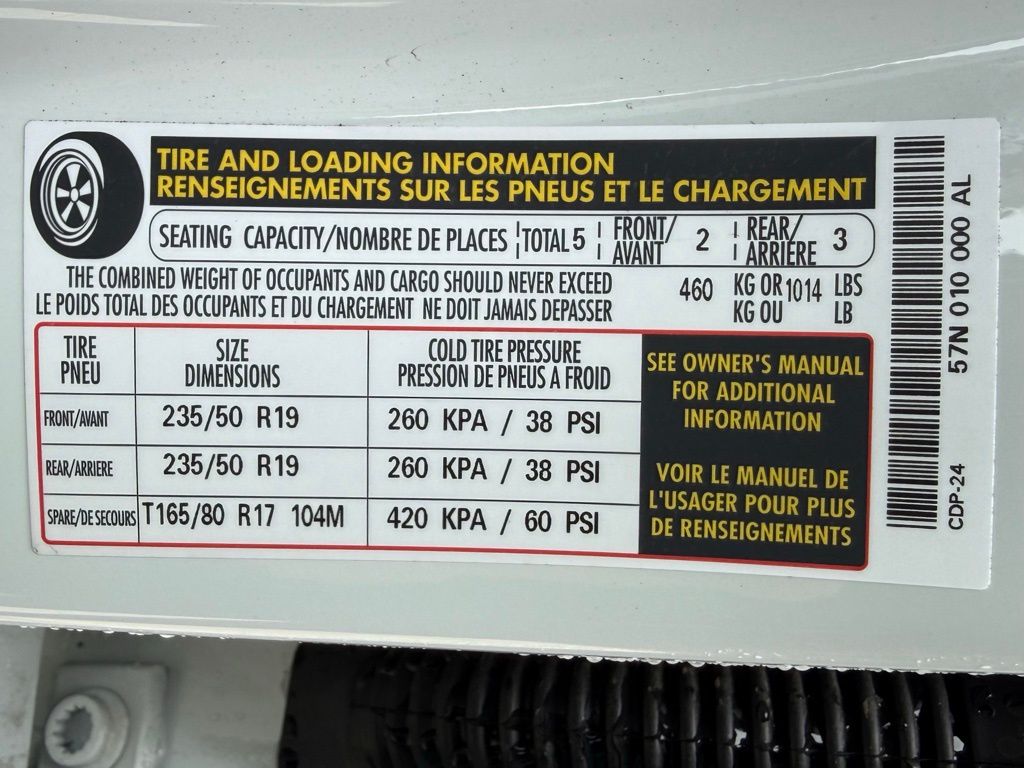 TIRE AND LOADING INFORMATION
RENSEIGNEMENTS SUR LES PNEUS ET LE CHARGEMENT
SEATING CAPACITY/NOMBRE DE PLACES TOTAL 5 FRONT/AVANT 2 REAR/ARRIÈRE 3
THE COMBINED WEIGHT OF OCCUPANTS AND CARGO SHOULD NEVER EXCEED 460 KG OR 1014 LBS
LE POIDS TOTAL DES OCCUPANTS ET DU CHARGEMENT NE DOIT JAMAIS DEPASSER KG OU LB
TIRE SIZE COLD TIRE PRESSURE
PNEU DIMENSIONS PRESSION DE PNEUS A FROID
FRONT/AVANT 235/50 R19 260 KPA / 38 PSI
REAR/ARRIERE 235/50 R19 260 KPA / 38 PSI
SPARE/DE SECOURS T165/80 R17 104M 420 KPA / 60 PSI
SEE OWNER'S MANUAL
FOR ADDITIONAL
INFORMATION
VOIR LE MANUEL DE
L'USAGER POUR PLUS
DE RENSEIGNEMENTS
57N 010 000 AL
CDP-24